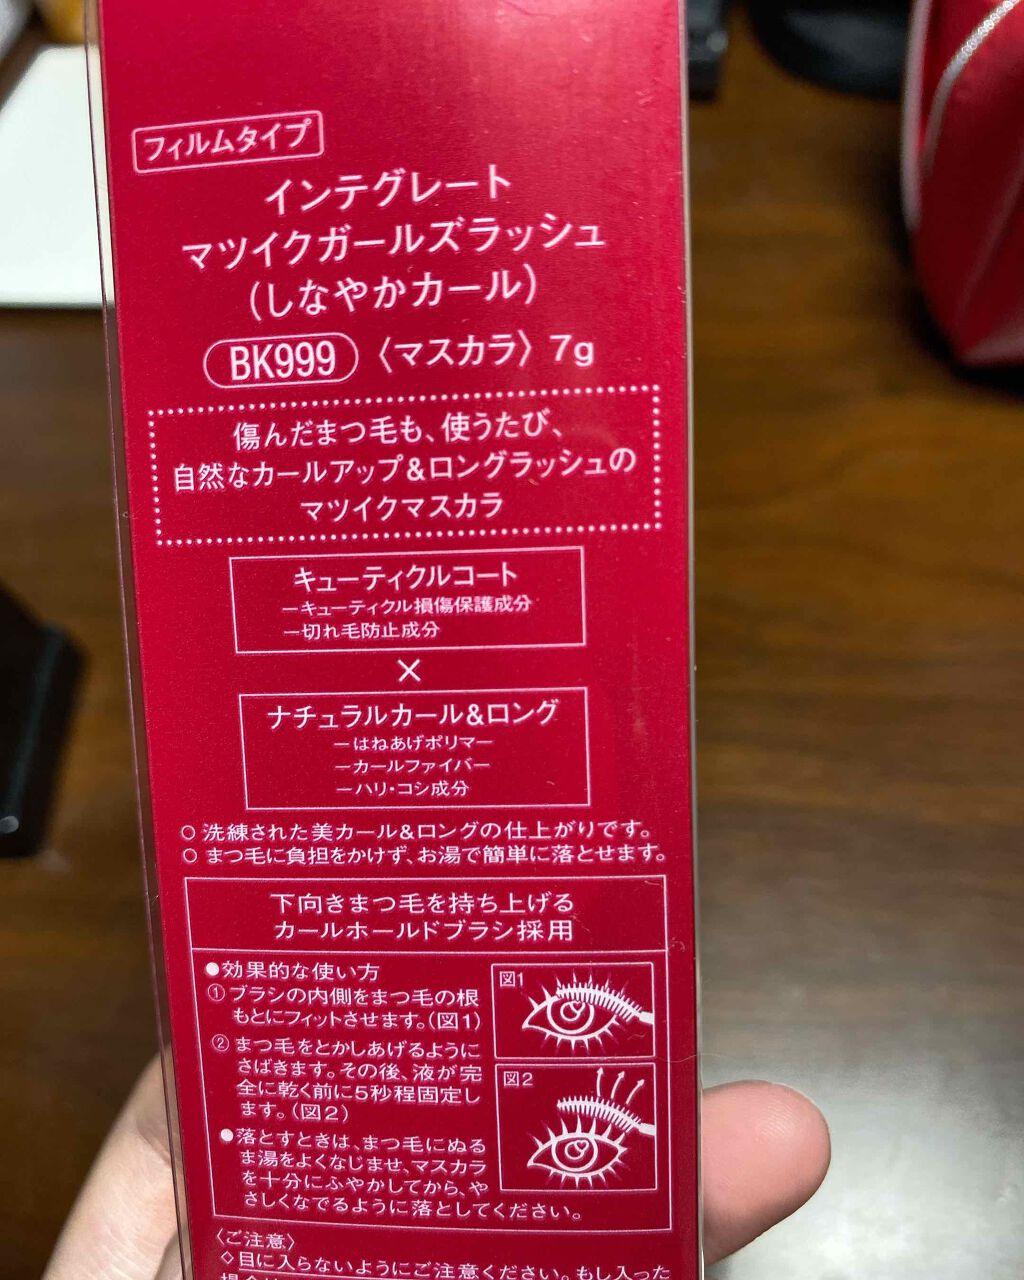 フィルムタイプ
インテグレート
マツイクガールズラッシュ
(しなやかカール)
BK999 〈マスカラ〉 7g
傷んだまつ毛も、使うたび、
自然なカールアップ&ロングラッシュの
マツイクマスカラ
キューティクルコート
ーキューティクル損傷保護成分
ー切れ毛防止成分
×
ナチュラルカール&ロング
ーはねあげポリマー
ーカールファイバー
ーハリ・コシ成分
○ 洗練された美カール&ロングの仕上がりです。
○ まつ毛に負担をかけず、お湯で簡単に落とせます。
下向きまつ毛を持ち上げる
カールホールドブラシ採用
●効果的な使い方
①ブラシの内側をまつ毛の根
もとにフィットさせます。(図1)
②まつ毛をとかしあげるように
さばきます。その後、液が完
全に乾く前に5秒程固定し
ます。(図2)
●落とすときは、まつ毛にぬる
ま湯をよくなじませ、マスカラ
を十分にふやかしてから、や
さしくなでるように落としてください。
図1
図2
〈ご注意〉
◇目に入らないようにご注意ください。もし入った